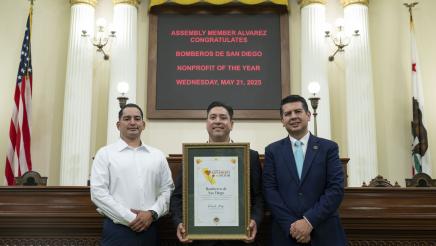 ASSEMBLY MEMBER ALVAREZ
CONGRATULATES
BOMBEROS DE SAN DIEGO
NONPROFIT OF THE YEAR
WEDNESDAY, MAY 21, 2025
Bomberos de
San Diego